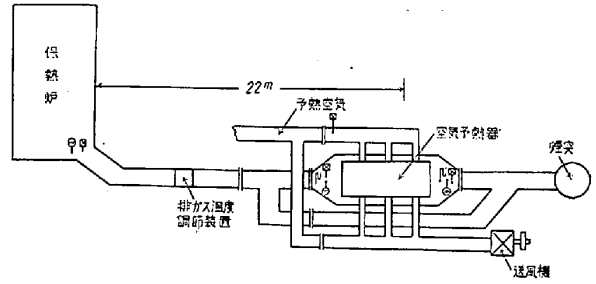 保熱炉
22m
予熱空気
空気予熱器
煙突
排ガス温度
調節装置
送風機